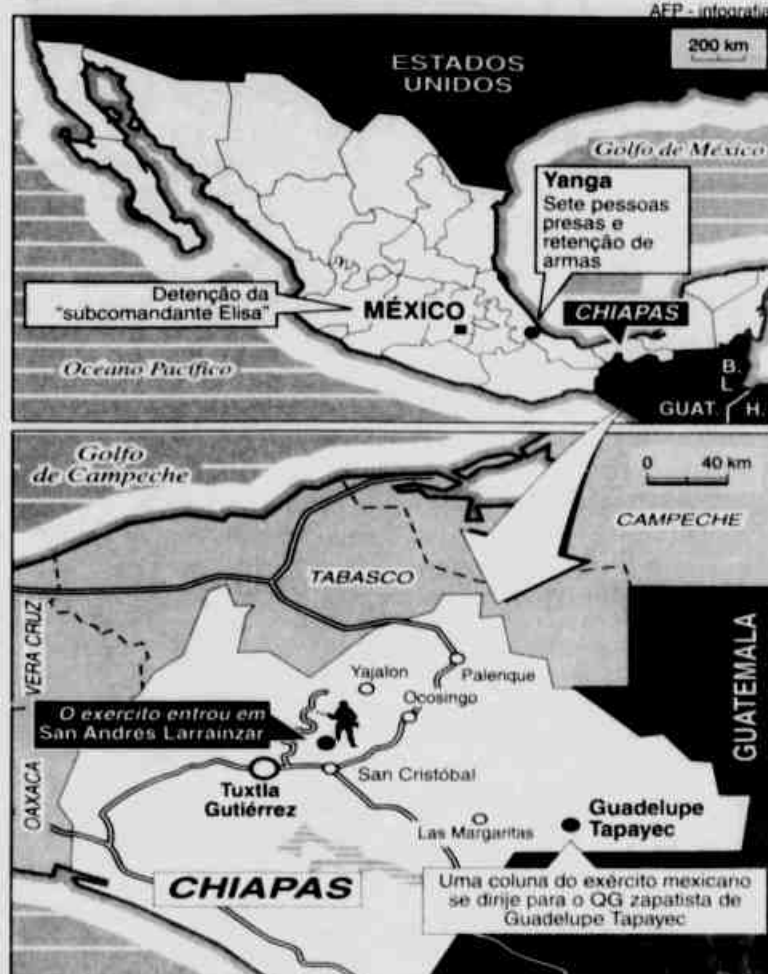 AFP - infografia
200 km
ESTADOS
UNIDOS
Golfo de México
Yanga
Sete pessoas
presas e
retenção de
armas
Detenção da
"subcomandante Elisa"
MÉXICO
CHIAPAS
Océano Pacífico
B.
L.
GUAT.
H.
Golfo
de Campeche
0 40 km
CAMPECHE
TABASCO
VERA CRUZ
Yajalon
Palenque
Ocosingo
GUATEMALA
O exercito entrou em
San Andrés Larrainzar
OAXACA
San Cristóbal
Tuxtla
Gutiérrez
Guadelupe
Tapayec
Las Margaritas
CHIAPAS
Uma coluna do exército mexicano
se dirije para o QG zapatista de
Guadelupe Tapayec